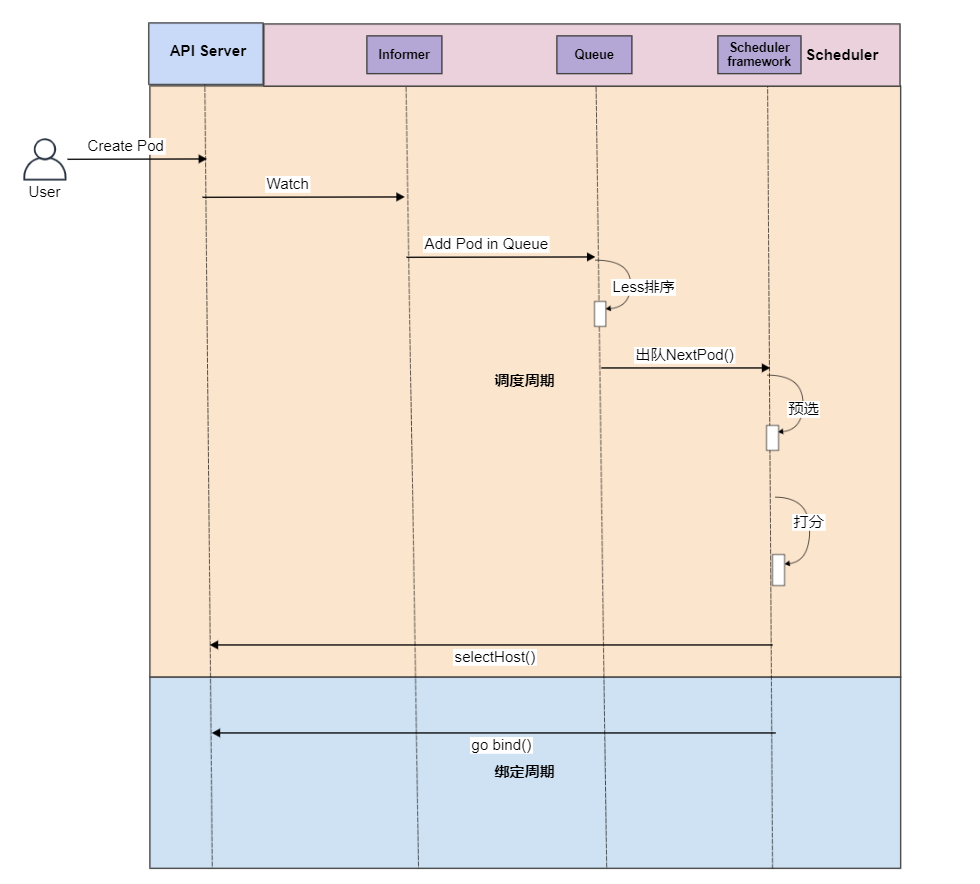 API Server
Informer
Queue
Scheduler
framework
Scheduler
Create Pod
User
Watch
Add Pod in Queue
Less排序
出队NextPod()
调度周期
预选
打分
selectHost()
go bind()
绑定周期